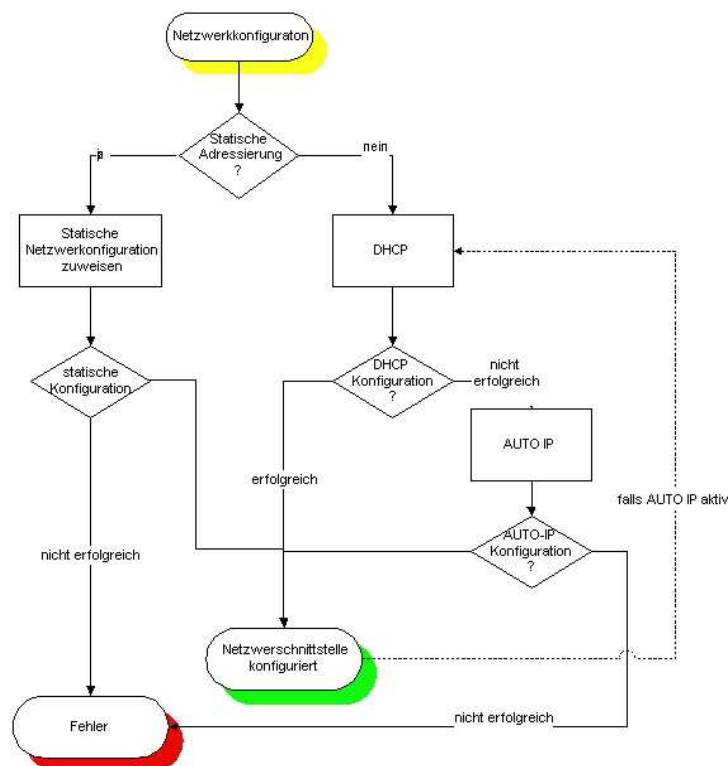 Netzwerkkonfiguraton
Statische
Adressierung
?
ja
nein
Statische
Netzwerkonfiguration
zuweisen
DHCP
statische
Konfiguration
DHCP
Konfiguration
?
nicht
erfolgreich
AUTO IP
erfolgreich
falls AUTO IP aktiv
AUTO-IP
Konfiguration
?
nicht erfolgreich
Netzwerschnittstelle
konfiguriert
Fehler
nicht erfolgreich